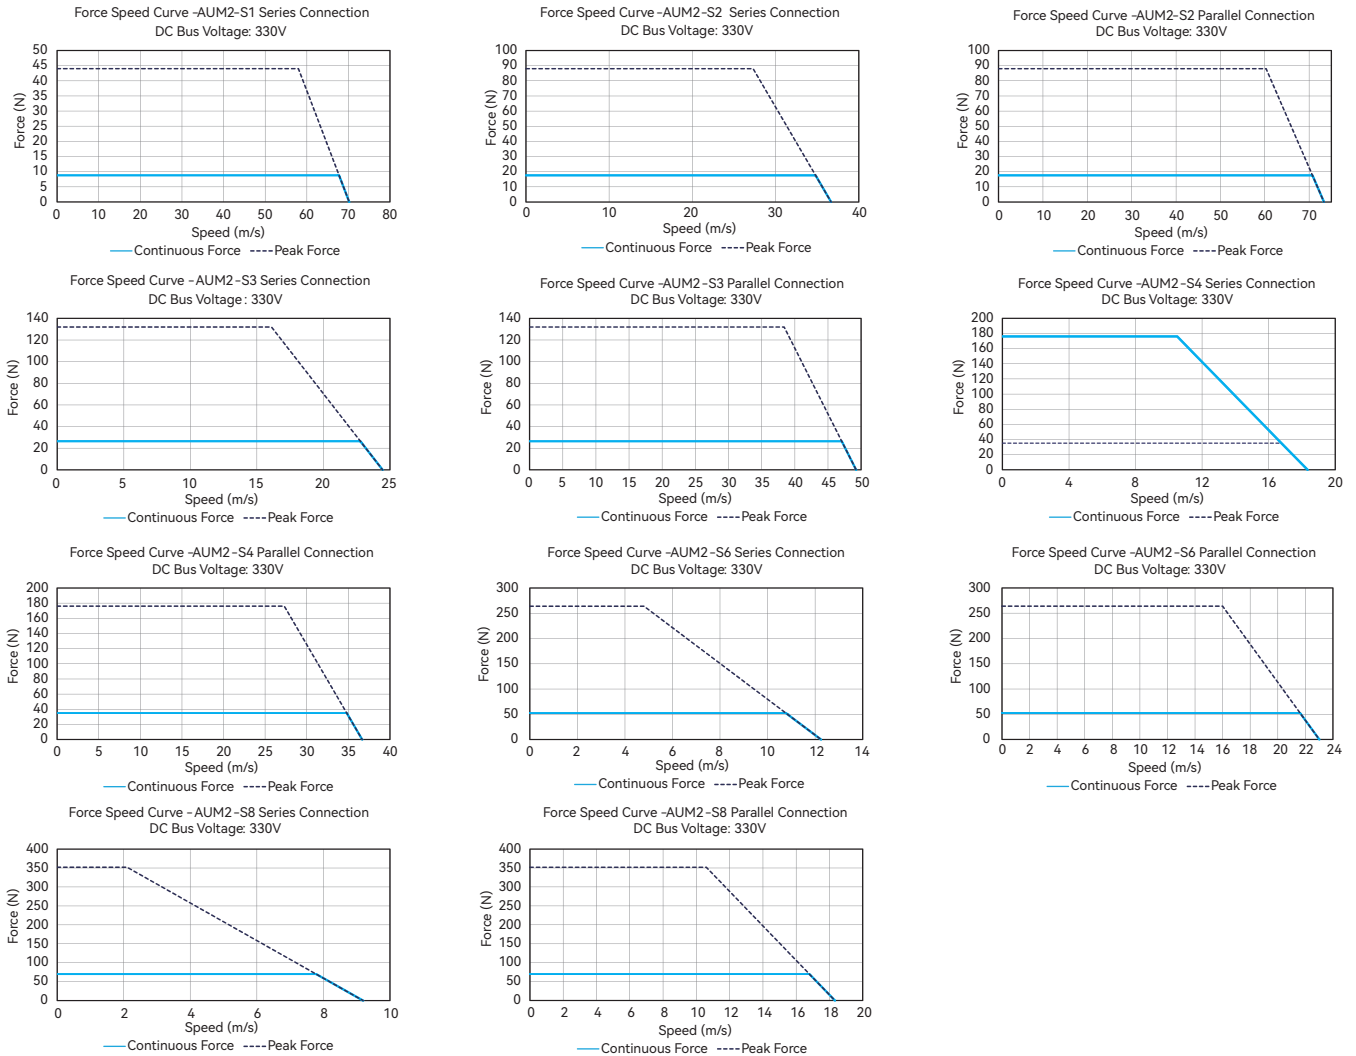 Force Speed Curve -AUM2-S1 Series Connection
DC Bus Voltage: 330V
50
45
40
35
30
25
20
15
10
5
0
Force (N)
0 10 20 30 40 50 60 70 80
Speed (m/s)
Continuous Force Peak Force
Force Speed Curve -AUM2-S2 Series Connection
DC Bus Voltage: 330V
100
90
80
70
60
50
40
30
20
10
0
Force (N)
0 10 20 30 40
Speed (m/s)
Continuous Force Peak Force
Force Speed Curve -AUM2-S2 Parallel Connection
DC Bus Voltage: 330V
100
90
80
70
60
50
40
30
20
10
0
Force (N)
0 10 20 30 40 50 60 70
Speed (m/s)
Continuous Force Peak Force
Force Speed Curve -AUM2-S3 Series Connection
DC Bus Voltage: 330V
140
120
100
80
60
40
20
0
Force (N)
0 5 10 15 20 25
Speed (m/s)
Continuous Force Peak Force
Force Speed Curve -AUM2-S3 Parallel Connection
DC Bus Voltage: 330V
140
120
100
80
60
40
20
0
Force (N)
0 5 10 15 20 25 30 35 40 45 50
Speed (m/s)
Continuous Force Peak Force
Force Speed Curve -AUM2-S4 Series Connection
DC Bus Voltage: 330V
200
180
160
140
120
100
80
60
40
20
0
Force (N)
0 4 8 12 16 20
Speed (m/s)
Continuous Force Peak Force
Force Speed Curve -AUM2-S4 Parallel Connection
DC Bus Voltage: 330V
200
180
160
140
120
100
80
60
40
20
0
Force (N)
0 5 10 15 20 25 30 35 40
Speed (m/s)
Continuous Force Peak Force
Force Speed Curve -AUM2-S6 Series Connection
DC Bus Voltage: 330V
300
250
200
150
100
50
0
Force (N)
0 2 4 6 8 10 12 14
Speed (m/s)
Continuous Force Peak Force
Force Speed Curve -AUM2-S6 Parallel Connection
DC Bus Voltage: 330V
300
250
200
150
100
50
0
Force (N)
0 2 4 6 8 10 12 14 16 18 20 22 24
Speed (m/s)
Continuous Force Peak Force
Force Speed Curve -AUM2-S8 Series Connection
DC Bus Voltage: 330V
400
350
300
250
200
150
100
50
0
Force (N)
0 2 4 6 8 10
Speed (m/s)
Continuous Force Peak Force
Force Speed Curve -AUM2-S8 Parallel Connection
DC Bus Voltage: 330V
400
350
300
250
200
150
100
50
0
Force (N)
0 2 4 6 8 10 12 14 16 18 20
Speed (m/s)
Continuous Force Peak Force